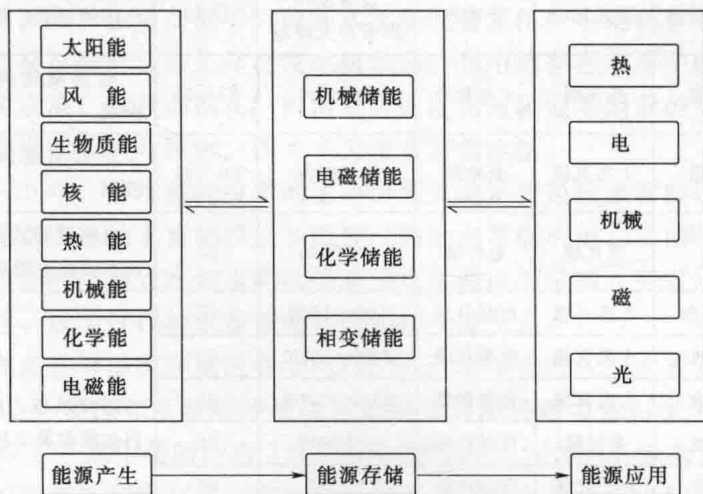 太阳能
风 能
生物质能
核 能
热 能
机械能
化学能
电磁能
机械储能
电磁储能
化学储能
相变储能
热
电
机械
磁
光
能源产生
能源存储
能源应用